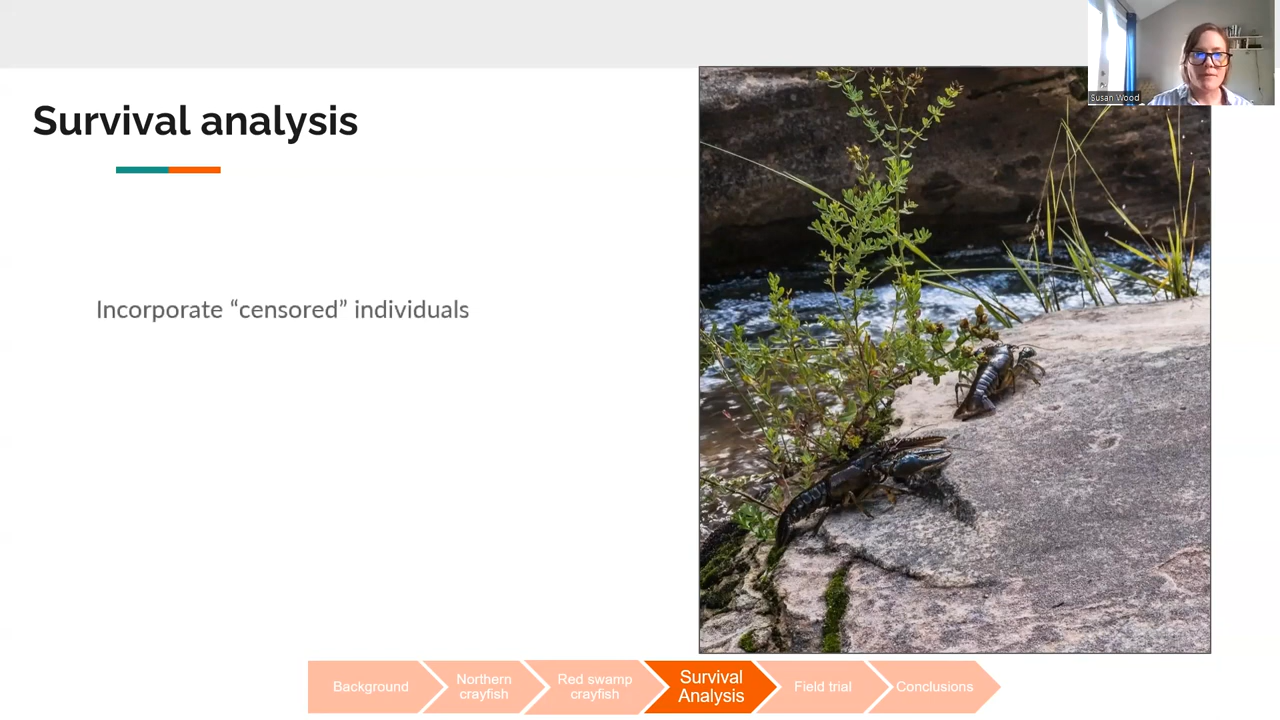 Susan Wood
Survival analysis
Incorporate “censored” individuals
Background
Northern
crayfish
Red swamp
crayfish
Survival
Analysis
Field trial
Conclusions